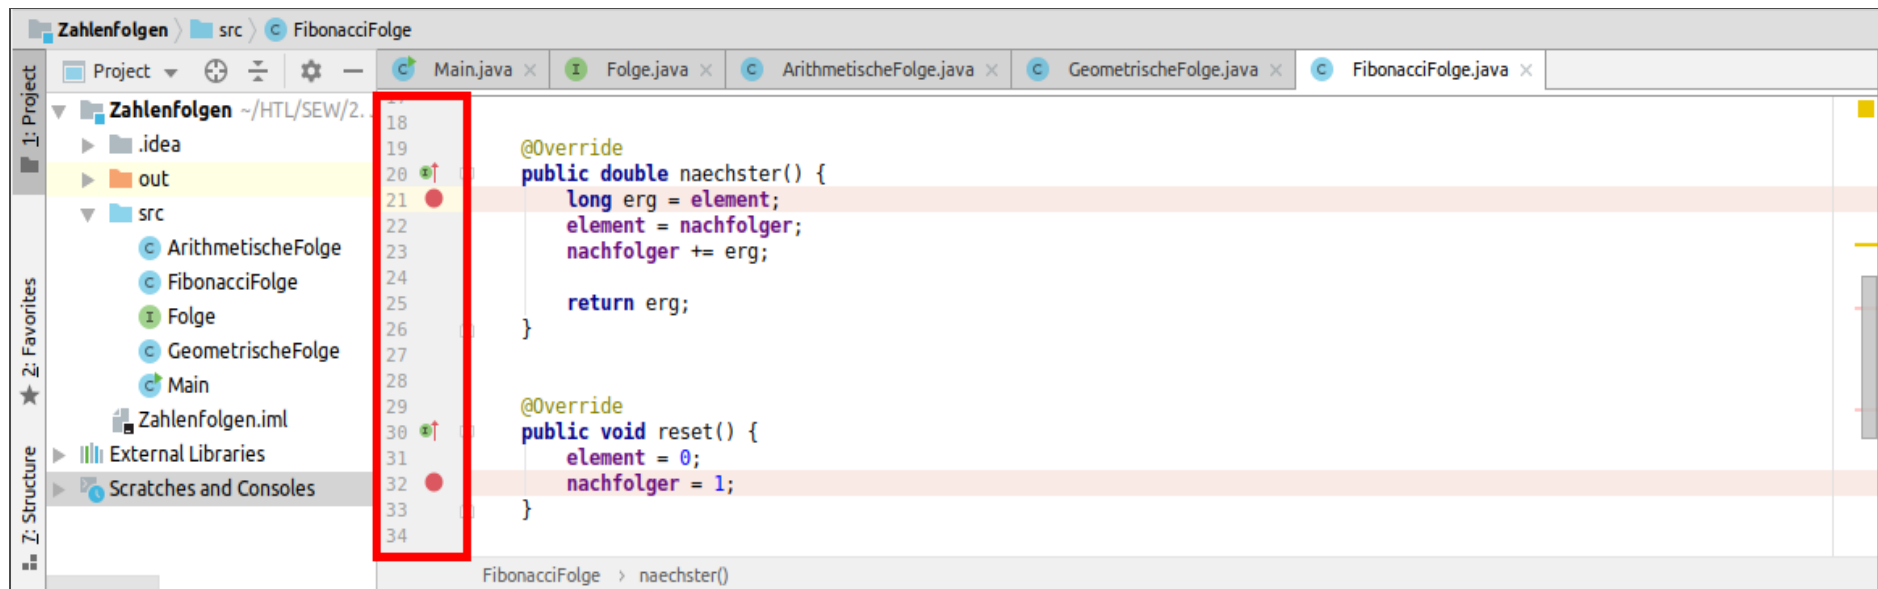 Zahlenfolgen src FibonacciFolge
1: Project
2: Favorites
7: Structure
Project
Zahlenfolgen ~/HTL/SEW/2...
.idea
out
src
ArithmetischeFolge
FibonacciFolge
Folge
GeometrischeFolge
Main
Zahlenfolgen.iml
External Libraries
Scratches and Consoles
Main.java Folge.java ArithmetischeFolge.java GeometrischeFolge.java FibonacciFolge.java
17
18
19 @Override
20 public double naechster() {
21 long erg = element;
22 element = nachfolger;
23 nachfolger += erg;
24
25 return erg;
26 }
27
28
29 @Override
30 public void reset() {
31 element = 0;
32 nachfolger = 1;
33 }
34
FibonacciFolge > naechster()